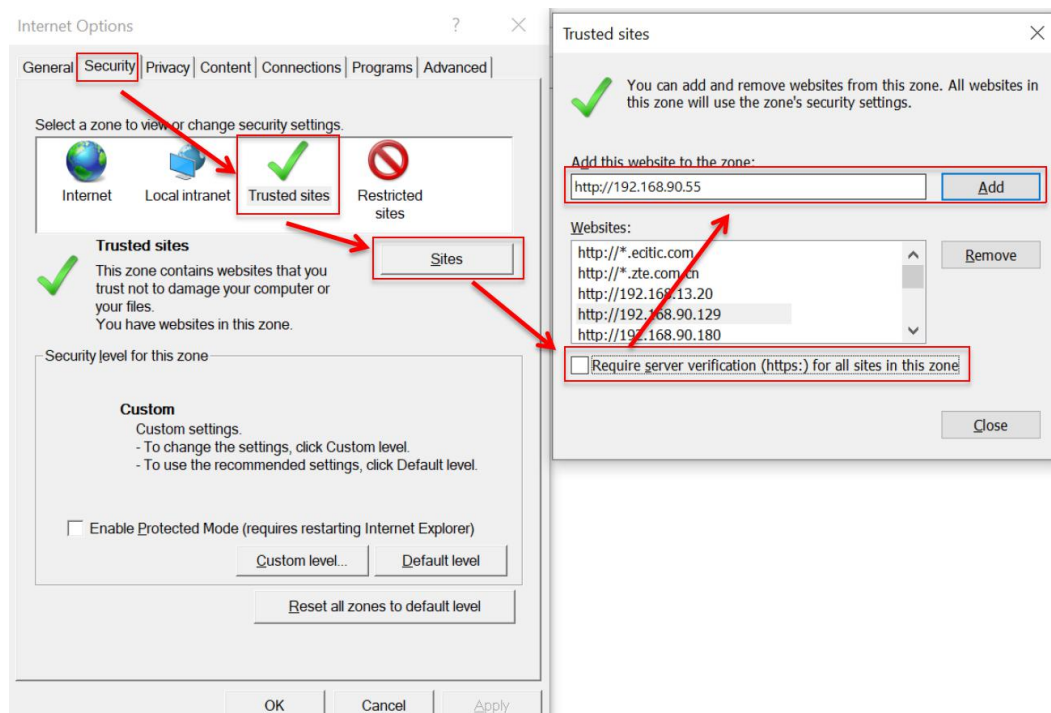 Internet Options
?
General Security Privacy Content Connections Programs Advanced
Select a zone to view or change security settings.
Internet
Local intranet
Trusted sites
Restricted
sites
Trusted sites
Sites
This zone contains websites that you
trust not to damage your computer or
your files.
You have websites in this zone.
Security level for this zone
Custom
Custom settings.
- To change the settings, click Custom level.
- To use the recommended settings, click Default level.
Enable Protected Mode (requires restarting Internet Explorer)
Custom level...
Default level
Reset all zones to default level
OK
Cancel
Apply
Trusted sites
You can add and remove websites from this zone. All websites in
this zone will use the zone's security settings.
Add this website to the zone:
http://192.168.90.55
Add
Websites:
http://*.ecitic.com
http://*.zte.com.cn
http://192.168.13.20
http://192.168.90.129
http://192.168.90.180
Remove
Require server verification (https:) for all sites in this zone
Close